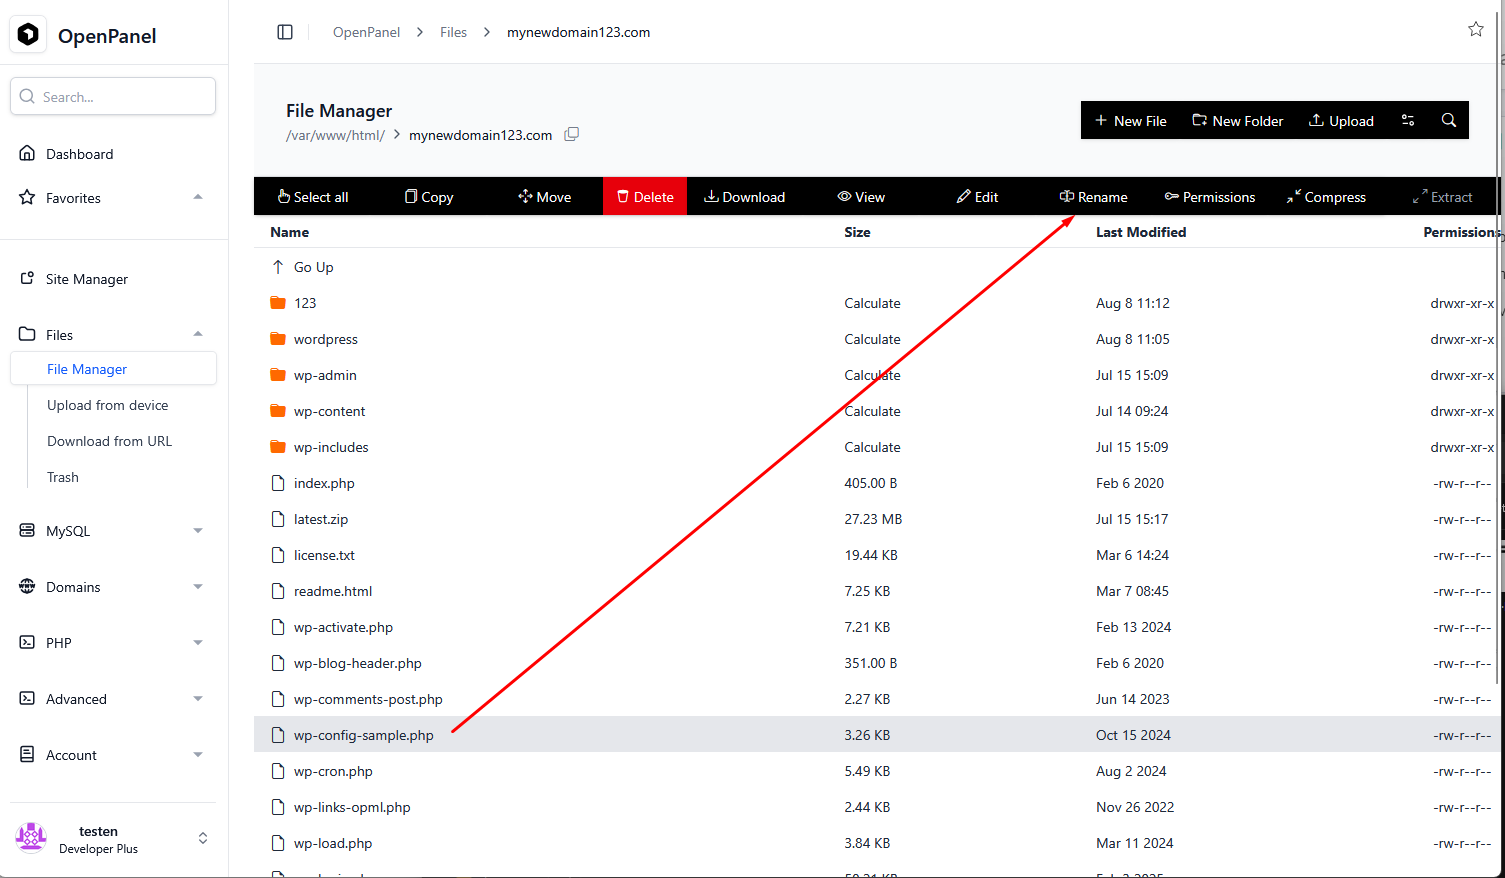 OpenPanel
OpenPanel > Files > mynewdomain123.com
Search...
Dashboard
Favorites
Site Manager
Files
File Manager
Upload from device
Download from URL
Trash
MySQL
Domains
PHP
Advanced
Account
testen
Developer Plus
File Manager
/var/www/html/ > mynewdomain123.com
New File New Folder Upload
Select all Copy Move Delete Download View Edit Rename Permissions Compress Extract
Name Size Last Modified Permissions
Go Up
123 Calculate Aug 8 11:12 drwxr-xr-x
wordpress Calculate Aug 8 11:05 drwxr-xr-x
wp-admin Calculate Jul 15 15:09 drwxr-xr-x
wp-content Calculate Jul 14 09:24 drwxr-xr-x
wp-includes Calculate Jul 15 15:09 drwxr-xr-x
index.php 405.00 B Feb 6 2020 -rw-r--r--
latest.zip 27.23 MB Jul 15 15:17 -rw-r--r--
license.txt 19.44 KB Mar 6 14:24 -rw-r--r--
readme.html 7.25 KB Mar 7 08:45 -rw-r--r--
wp-activate.php 7.21 KB Feb 13 2024 -rw-r--r--
wp-blog-header.php 351.00 B Feb 6 2020 -rw-r--r--
wp-comments-post.php 2.27 KB Jun 14 2023 -rw-r--r--
wp-config-sample.php 3.26 KB Oct 15 2024 -rw-r--r--
wp-cron.php 5.49 KB Aug 2 2024 -rw-r--r--
wp-links-opml.php 2.44 KB Nov 26 2022 -rw-r--r--
wp-load.php 3.84 KB Mar 11 2024 -rw-r--r--